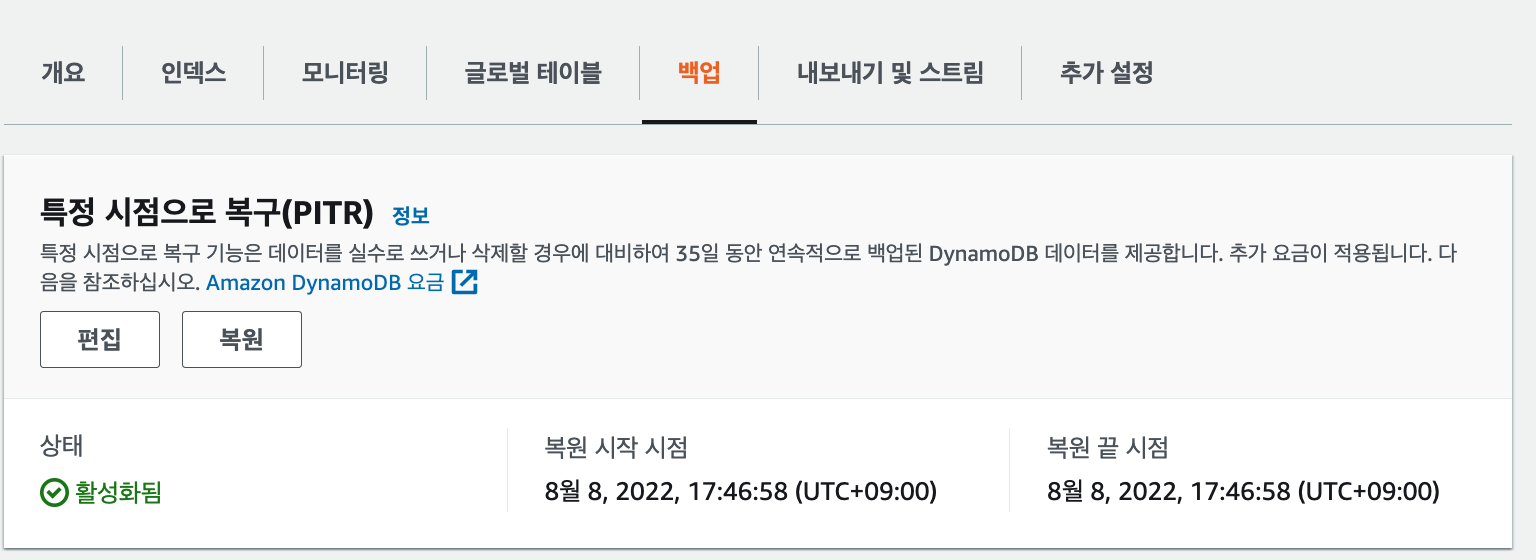 개요 인덱스 모니터링 글로벌 테이블 백업 내보내기 및 스트림 추가 설정
특정 시점으로 복구(PITR) 정보
특정 시점으로 복구 기능은 데이터를 실수로 쓰거나 삭제할 경우에 대비하여 35일 동안 연속적으로 백업된 DynamoDB 데이터를 제공합니다. 추가 요금이 적용됩니다. 다
음을 참조하십시오. Amazon DynamoDB 요금
편집 복원
상태 복원 시작 시점 복원 끝 시점
활성화됨 8월 8, 2022, 17:46:58 (UTC+09:00) 8월 8, 2022, 17:46:58 (UTC+09:00)